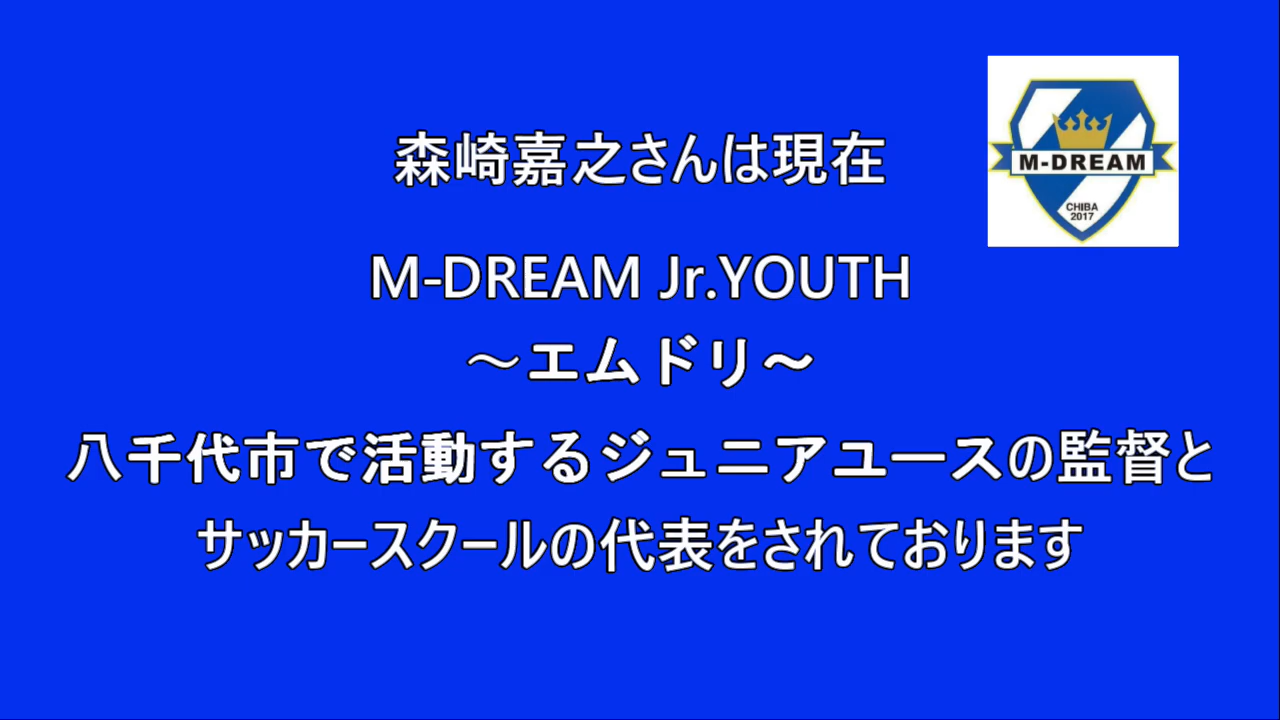 森崎嘉之さんは現在
M-DREAM
CHIBA
2017
M-DREAM Jr.YOUTH
～エムドリ～
八千代市で活動するジュニアユースの監督と
サッカースクールの代表をされております